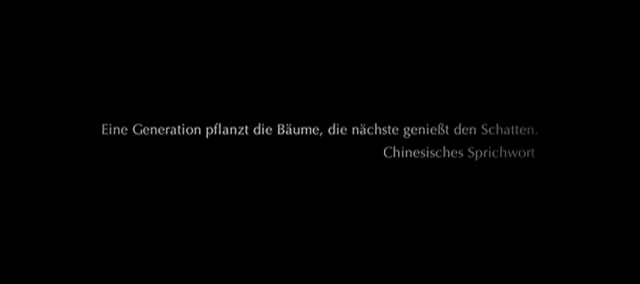 Eine Generation pflanzt die Bäume, die nächste genießt den Schatten.
Chinesisches Sprichwort